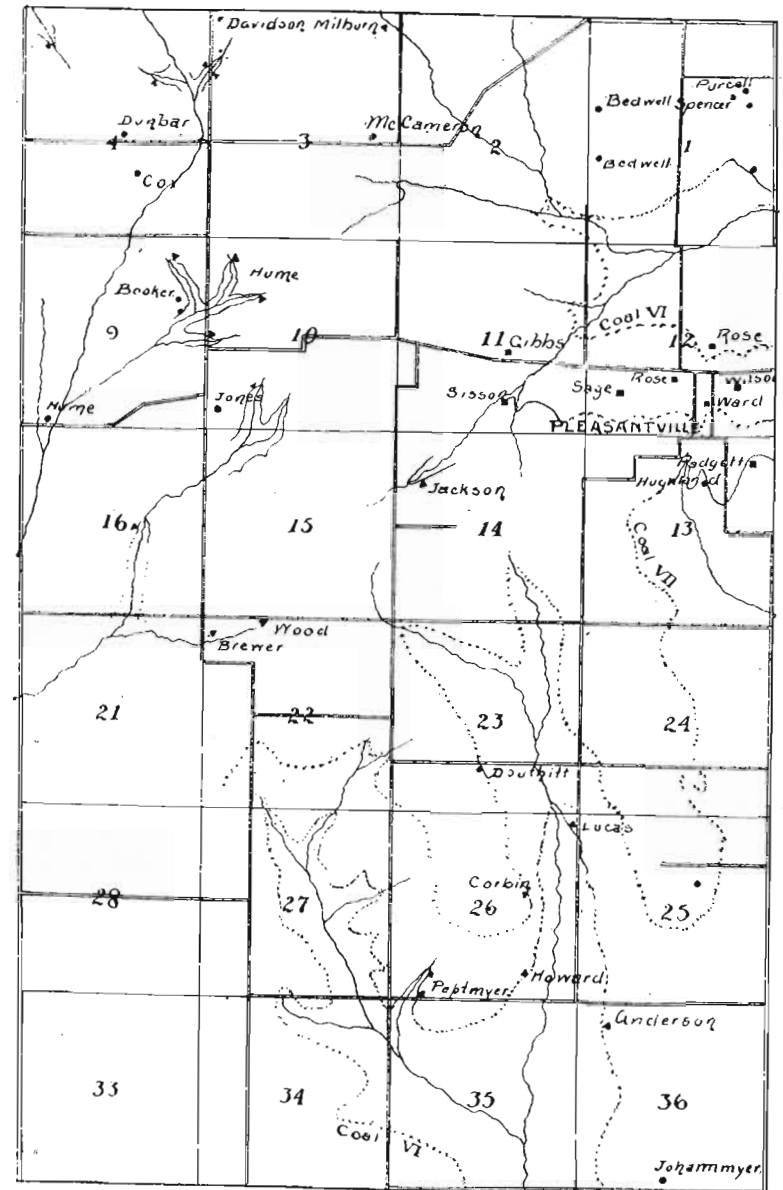 Davidson Milburn
Purcell
Bedwell Spencer
Dunbar
McCameron
4 3 2 1
Bedwell
Cox
Hume
Booker
Coal VI
9 10 11 Gibbs 12 Rose
Rose Wilson
Hume Jones Sisson Sage Ward
PLEASANTVILLE
Padgett
Jackson
16 15 14 13
Coal VII
Wood
Brewer
21 22 23 24
Douthitt
Lucas
Corbin
28 27 26 25
Howard
Anderson
33 34 35 36
Coal VI
Johammyer